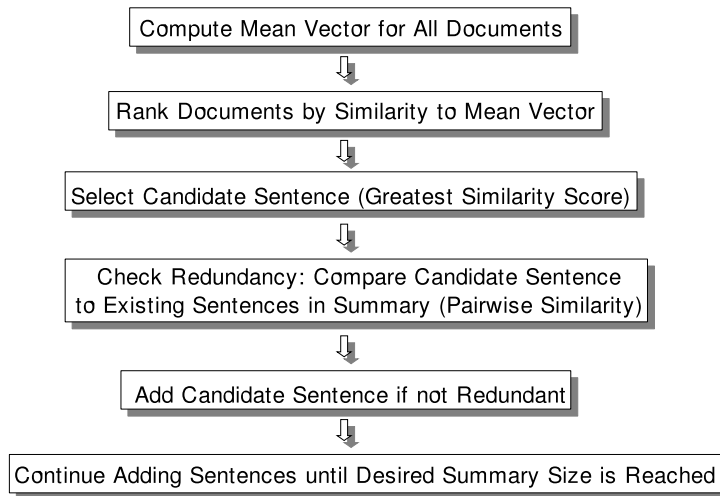 Compute Mean Vector for All Documents
Rank Documents by Similarity to Mean Vector
Select Candidate Sentence (Greatest Similarity Score)
Check Redundancy: Compare Candidate Sentence
to Existing Sentences in Summary (Pairwise Similarity)
Add Candidate Sentence if not Redundant
Continue Adding Sentences until Desired Summary Size is Reached